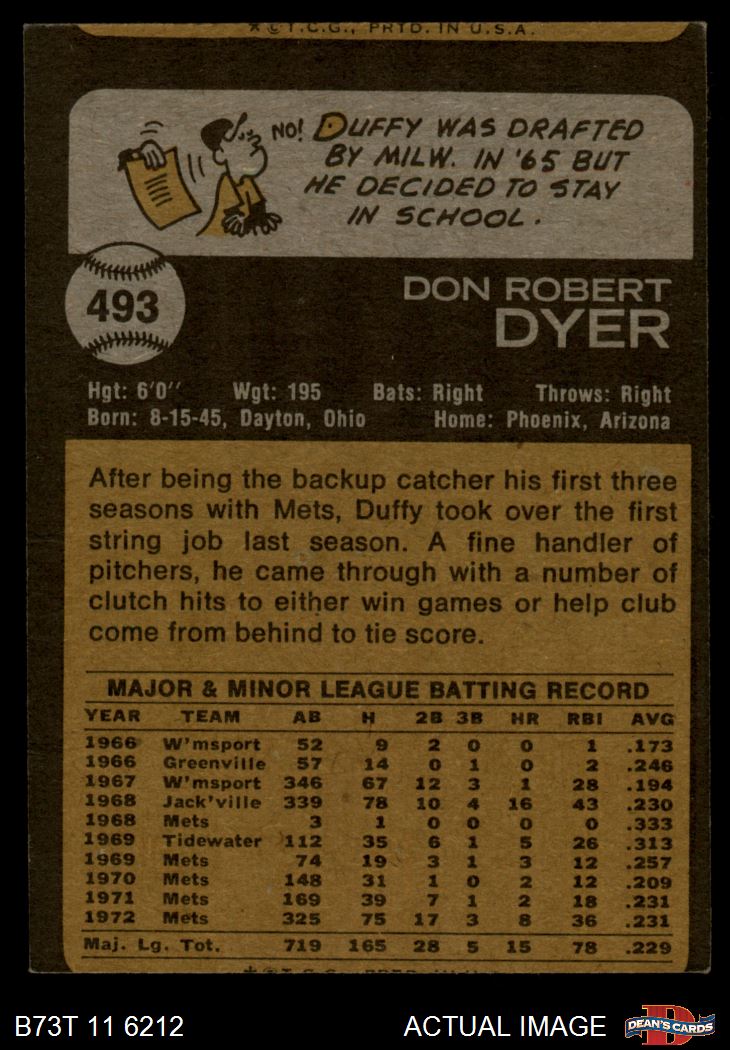 * © T.C.G., PRTD. IN U.S.A.
NO! DUFFY WAS DRAFTED
BY MILW. IN '65 BUT
HE DECIDED TO STAY
IN SCHOOL.
493
DON ROBERT
DYER
Hgt: 6'0" Wgt: 195 Bats: Right Throws: Right
Born: 8-15-45, Dayton, Ohio Home: Phoenix, Arizona
After being the backup catcher his first three
seasons with Mets, Duffy took over the first
string job last season. A fine handler of
pitchers, he came through with a number of
clutch hits to either win games or help club
come from behind to tie score.
MAJOR & MINOR LEAGUE BATTING RECORD
YEAR TEAM AB H 2B 3B HR RBI AVG
1966 W'msport 52 9 2 0 0 1 .173
1966 Greenville 57 14 0 1 0 2 .246
1967 W'msport 346 67 12 3 1 28 .194
1968 Jack'ville 339 78 10 4 16 43 .230
1968 Mets 3 1 0 0 0 0 .333
1969 Tidewater 112 35 6 1 5 26 .313
1969 Mets 74 19 3 1 3 12 .257
1970 Mets 148 31 1 0 2 12 .209
1971 Mets 169 39 7 1 2 18 .231
1972 Mets 325 75 17 3 8 36 .231
Maj. Lg. Tot. 719 165 28 5 15 78 .229
B73T 11 6212 ACTUAL IMAGE
D
DEAN'S CARDS